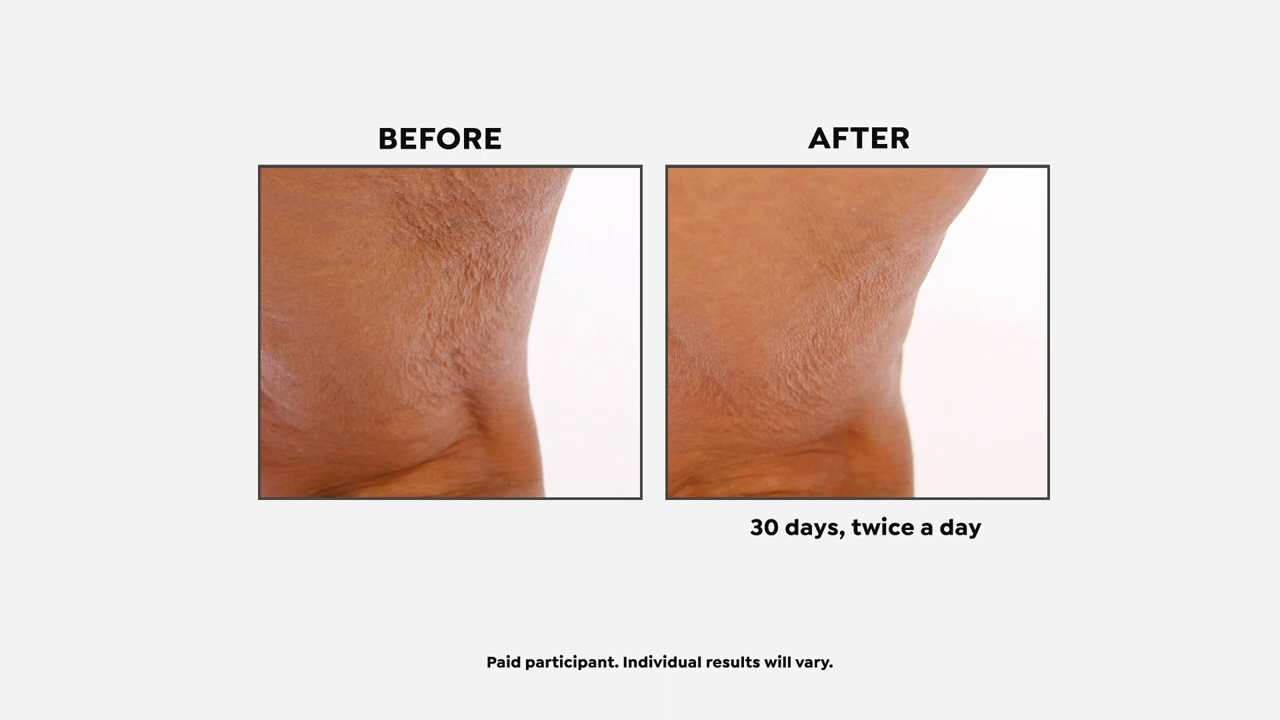 BEFORE
AFTER
30 days, twice a day
Paid participant. Individual results will vary.